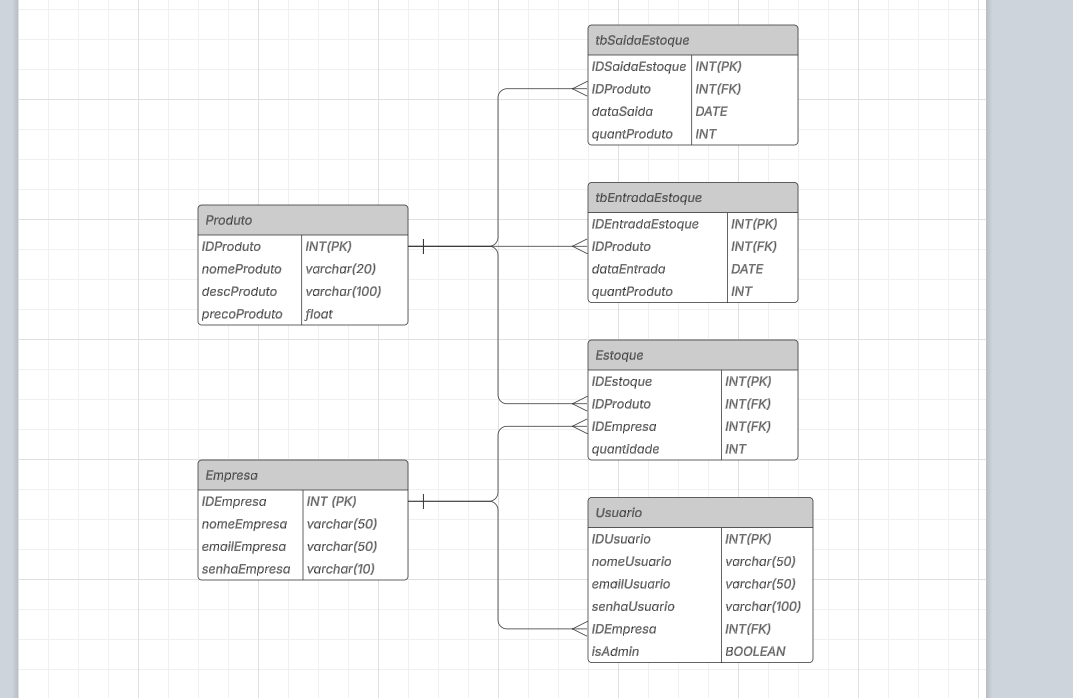 tbSaidaEstoque
IDSaidaEstoque INT(PK)
IDProduto INT(FK)
dataSaida DATE
quantProduto INT
tbEntradaEstoque
IDEntradaEstoque INT(PK)
IDProduto INT(FK)
dataEntrada DATE
quantProduto INT
Produto
IDProduto INT(PK)
nomeProduto varchar(20)
descProduto varchar(100)
precoProduto float
Estoque
IDEstoque INT(PK)
IDProduto INT(FK)
IDEmpresa INT(FK)
quantidade INT
Empresa
IDEmpresa INT (PK)
nomeEmpresa varchar(50)
emailEmpresa varchar(50)
senhaEmpresa varchar(10)
Usuario
IDUsuario INT(PK)
nomeUsuario varchar(50)
emailUsuario varchar(50)
senhaUsuario varchar(100)
IDEmpresa INT(FK)
isAdmin BOOLEAN